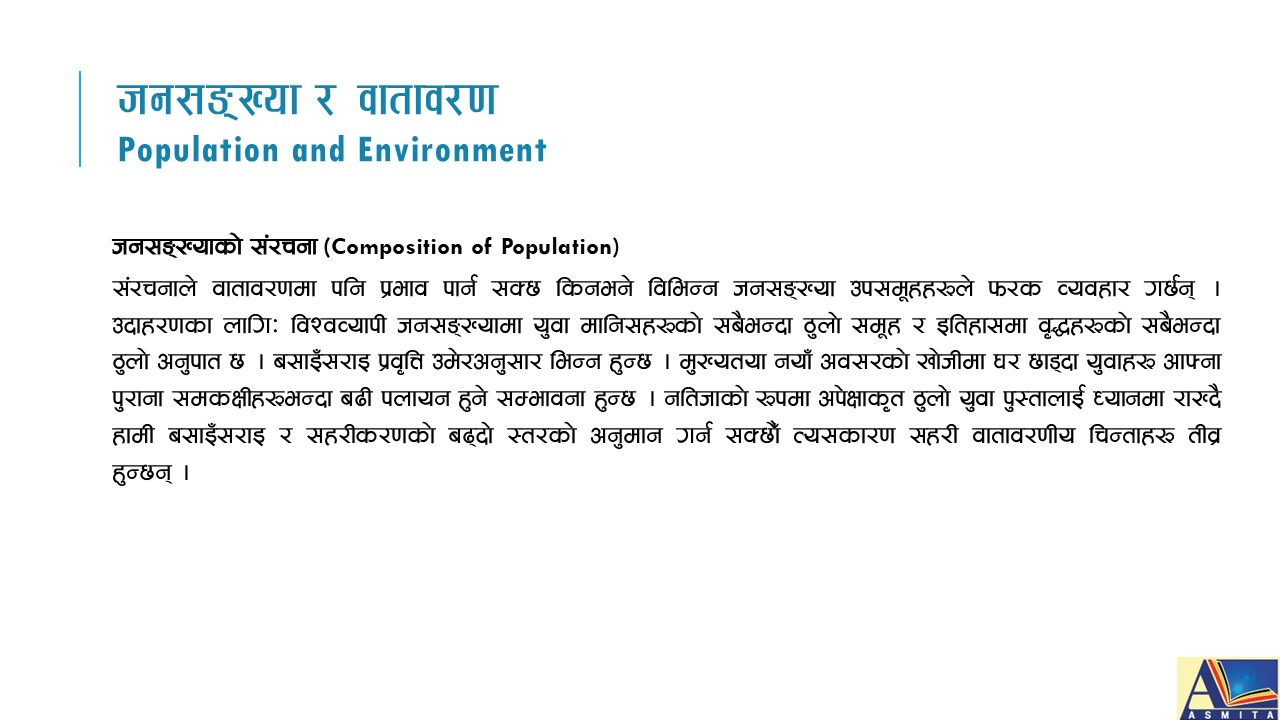 जनसङ्ख्या र वातावरण
Population and Environment
जनसङ्ख्याको संरचना (Composition of Population)
संरचनाले वातावरणमा पनि प्रभाव पार्न सक्छ किनभने विभिन्न जनसङ्ख्या उपसमूहहरुले फरक व्यवहार गर्छन् ।
उदाहरणका लागि: विश्वव्यापी जनसङ्ख्यामा युवा मानिसहरुको सबैभन्दा ठुलो समूह र इतिहासमा वृद्धहरुको सबैभन्दा
ठुलो अनुपात छ । बसाइँसराइ प्रवृत्ति उमेरअनुसार भिन्न हुन्छ । मुख्यतया नयाँ अवसरको खोजीमा घर छाड्दा युवाहरु आफ्ना
पुराना समकक्षीहरुभन्दा बढी पलायन हुने सम्भावना हुन्छ । नतिजाको रुपमा अपेक्षाकृत ठुलो युवा पुस्तालाई ध्यानमा राख्दै
हामी बसाइँसराइ र सहरीकरणको बढ्दो स्तरको अनुमान गर्न सक्छौँ त्यसकारण सहरी वातावरणीय चिन्ताहरु तीव्र
हुन्छन् ।
ASMITA